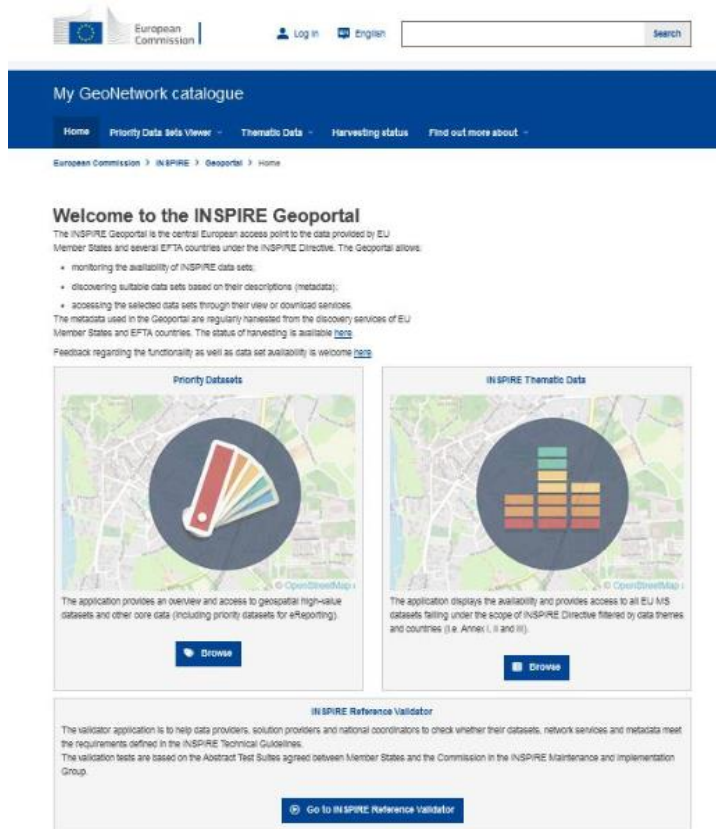 European
Commission
Log in
English
Search
My GeoNetwork catalogue
Home Priority Data Sets Viewer Thematic Data Harvesting status Find out more about
European Commission > INSPIRE > Geoportal > Home
Welcome to the INSPIRE Geoportal
The INSPIRE Geoportal is the central European access point to the data provided by EU
Member States and several EFTA countries under the INSPIRE Directive. The Geoportal allows:
• monitoring the availability of INSPIRE data sets;
• discovering suitable data sets based on their descriptions (metadata);
• accessing the selected data sets through their view or download services.
The metadata used in the Geoportal are regularly harvested from the discovery services of EU
Member States and EFTA countries. The status of harvesting is available here.
Feedback regarding the functionality as well as data set availability is welcome here
Priority Datasets
© OpenStreetMap
The application provides an overview and access to geospatial high-value
datasets and other core data (including priority datasets for eReporting).
Browse
INSPIRE Thematic Data
© OpenStreetMap
The application displays the availability and provides access to all EU MS
datasets falling under the scope of INSPIRE Directive filtered by data themes
and countries (i.e. Annex I, II and III).
Browse
INSPIRE Reference Validator
The validator application is to help data providers, solution providers and national coordinators to check whether their datasets, network services and metadata meet
the requirements defined in the INSPIRE Technical Guidelines.
The validation tests are based on the Abstract Test Suites agreed between Member States and the Commission in the INSPIRE Maintenance and Implementation
Group.
Go to INSPIRE Reference Validator